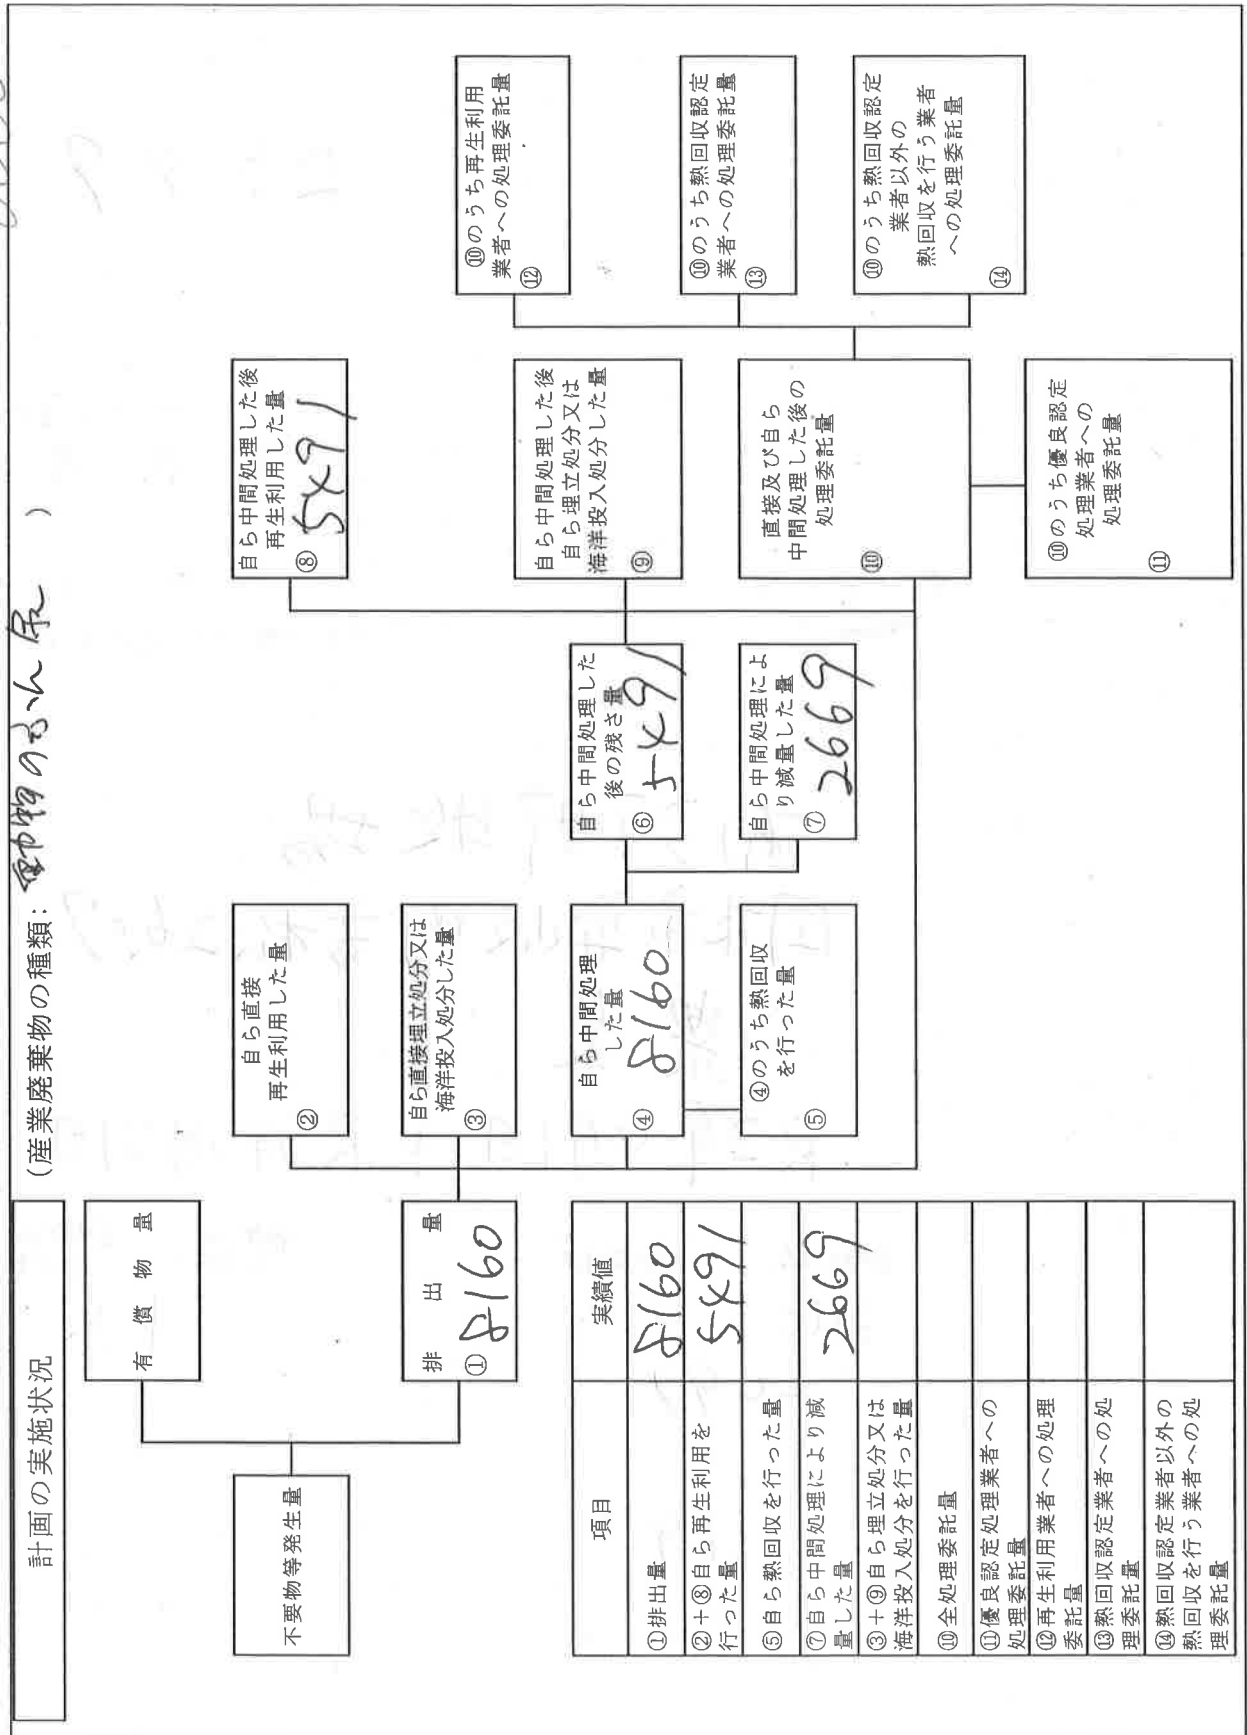 計画の実施状況
(産業廃棄物の種類: 動物のふん尿 )
不要物等発生量
有 償 物 量
排 出 量
① 8160
自ら直接
再生利用した量
②
自ら直接埋立処分又は
海洋投入処分した量
③
自ら中間処理
した量
④ 8160
④のうち熱回収
を行った量
⑤
自ら中間処理した
後の残さ量
⑥ 5491
自ら中間処理によ
り減量した量
⑦ 2669
自ら中間処理した後
再生利用した量
⑧ 5491
自ら中間処理した後
自ら埋立処分又は
海洋投入処分した量
⑨
直接及び自ら
中間処理した後の
処理委託量
⑩
⑩のうち優良認定
処理業者への
処理委託量
⑪
⑩のうち再生利用
業者への処理委託量
⑫
⑩のうち熱回収認定
業者への処理委託量
⑬
⑩のうち熱回収認定
業者以外の
熱回収を行う業者
への処理委託量
⑭
項目 実績値
①排出量 8160
②+⑧自ら再生利用を
行った量 5491
⑤自ら熱回収を行った量
⑦自ら中間処理により減
量した量 2669
③+⑨自ら埋立処分又は
海洋投入処分を行った量
⑩全処理委託量
⑪優良認定処理業者への
処理委託量
⑫再生利用業者への処理
委託量
⑬熱回収認定業者への処
理委託量
⑭熱回収認定業者以外の
熱回収を行う業者への処
理委託量